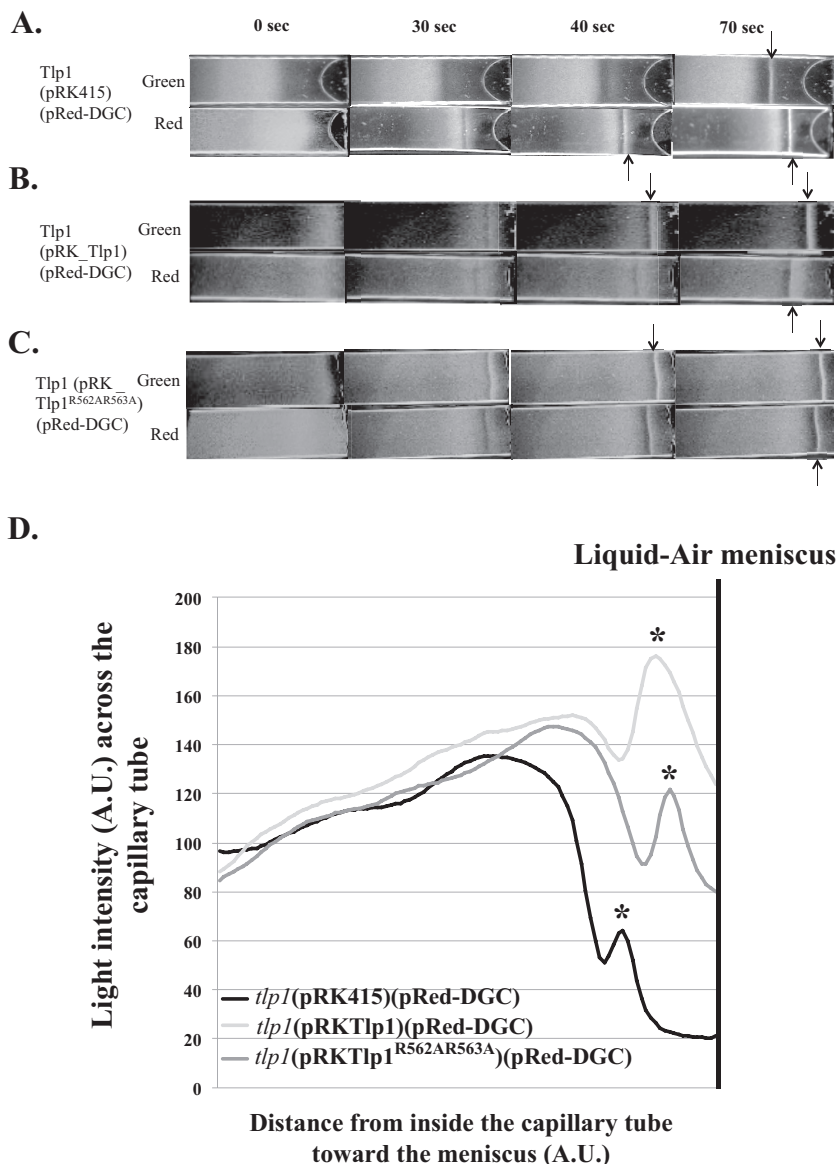 A.
0 sec 30 sec 40 sec 70 sec
Tlp1
(pRK415)
(pRed-DGC)
Green
Red
B.
Tlp1
(pRK_Tlp1)
(pRed-DGC)
Green
Red
C.
Tlp1 (pRK_
Tlp1R562AR563A)
(pRed-DGC)
Green
Red
D.
Liquid-Air meniscus
Light intensity (A.U.) across the
capillary tube
200
180
160
140
120
100
80
60
40
20
0
*
*
*
tlp1(pRK415)(pRed-DGC)
tlp1(pRKTlp1)(pRed-DGC)
tlp1(pRKTlp1R562AR563A)(pRed-DGC)
Distance from inside the capillary tube
toward the meniscus (A.U.)